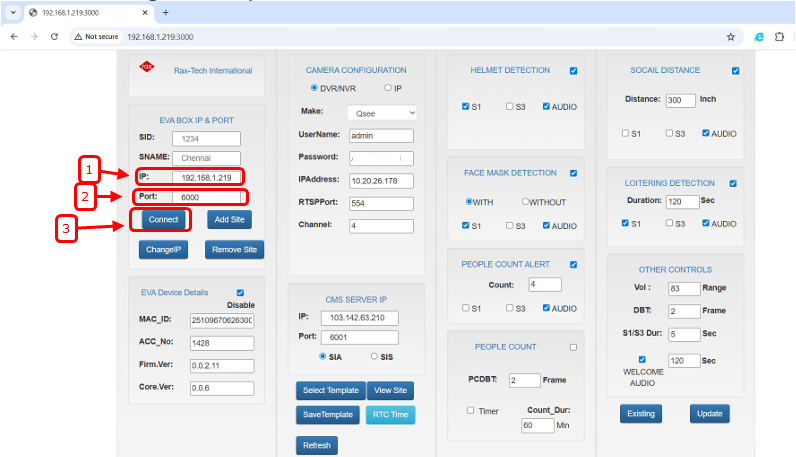 192.168.1.219:3000
Not secure
192.168.1.219:3000
rax
Rax-Tech International
EVA BOX IP & PORT
SID: 1234
SNAME: Chennai
1
IP: 192.168.1.219
2
Port: 6000
3
Connect
Add Site
ChangeIP
Remove Site
EVA Device Details
Disable
MAC_ID: 25109670626300
ACC_No: 1428
Firm.Ver: 0.0.2.11
Core.Ver: 0.0.6
CAMERA CONFIGURATION
DVR/NVR IP
Make: Qsee
UserName: admin
Password:
IPAddress: 10.20.26.178
RTSPPort: 554
Channel: 4
CMS SERVER IP
IP: 103.142.63.210
Port: 6001
SIA SIS
Select Template
View Site
SaveTemplate
RTC Time
Refresh
HELMET DETECTION
S1 S3 AUDIO
FACE MASK DETECTION
WITH WITHOUT
S1 S3 AUDIO
PEOPLE COUNT ALERT
Count: 4
S1 S3 AUDIO
PEOPLE COUNT
PCDBT: 2 Frame
Timer Count_Dur:
60 Min
SOCAIL DISTANCE
Distance: 300 Inch
S1 S3 AUDIO
LOITERING DETECTION
Duration: 120 Sec
S1 S3 AUDIO
OTHER CONTROLS
Vol : 83 Range
DBT: 2 Frame
S1/S3 Dur: 5 Sec
120 Sec
WELCOME
AUDIO
Existing
Update